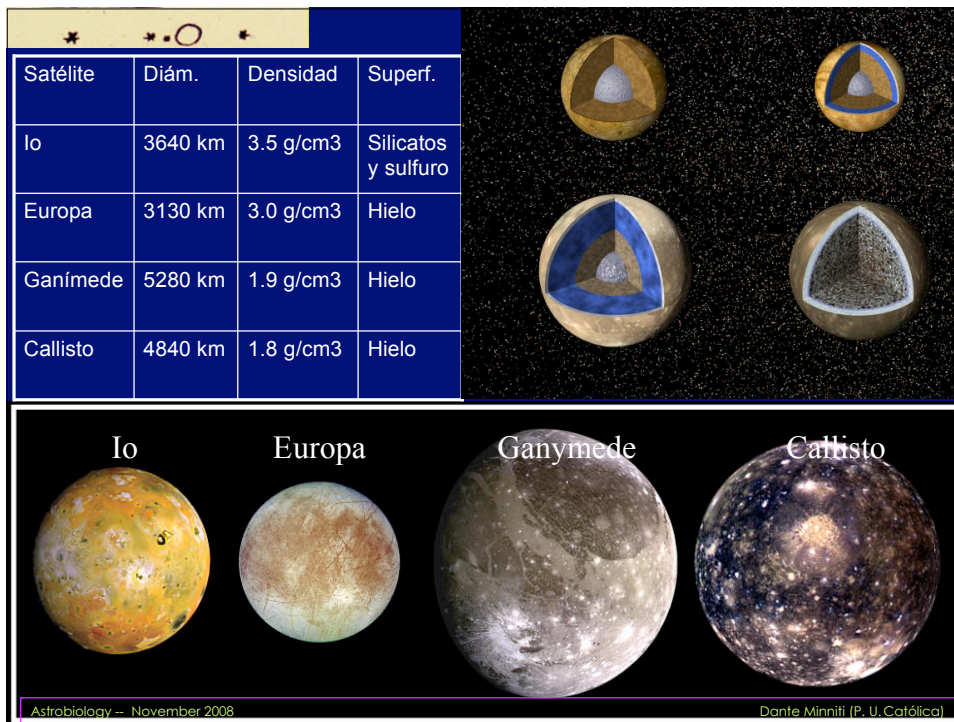 Satélite Diám. Densidad Superf.
Io 3640 km 3.5 g/cm3 Silicatos
y sulfuro
Europa 3130 km 3.0 g/cm3 Hielo
Ganímede 5280 km 1.9 g/cm3 Hielo
Callisto 4840 km 1.8 g/cm3 Hielo
Io Europa Ganymede Callisto
Astrobiology -- November 2008 Dante Minniti (P. U. Católica)